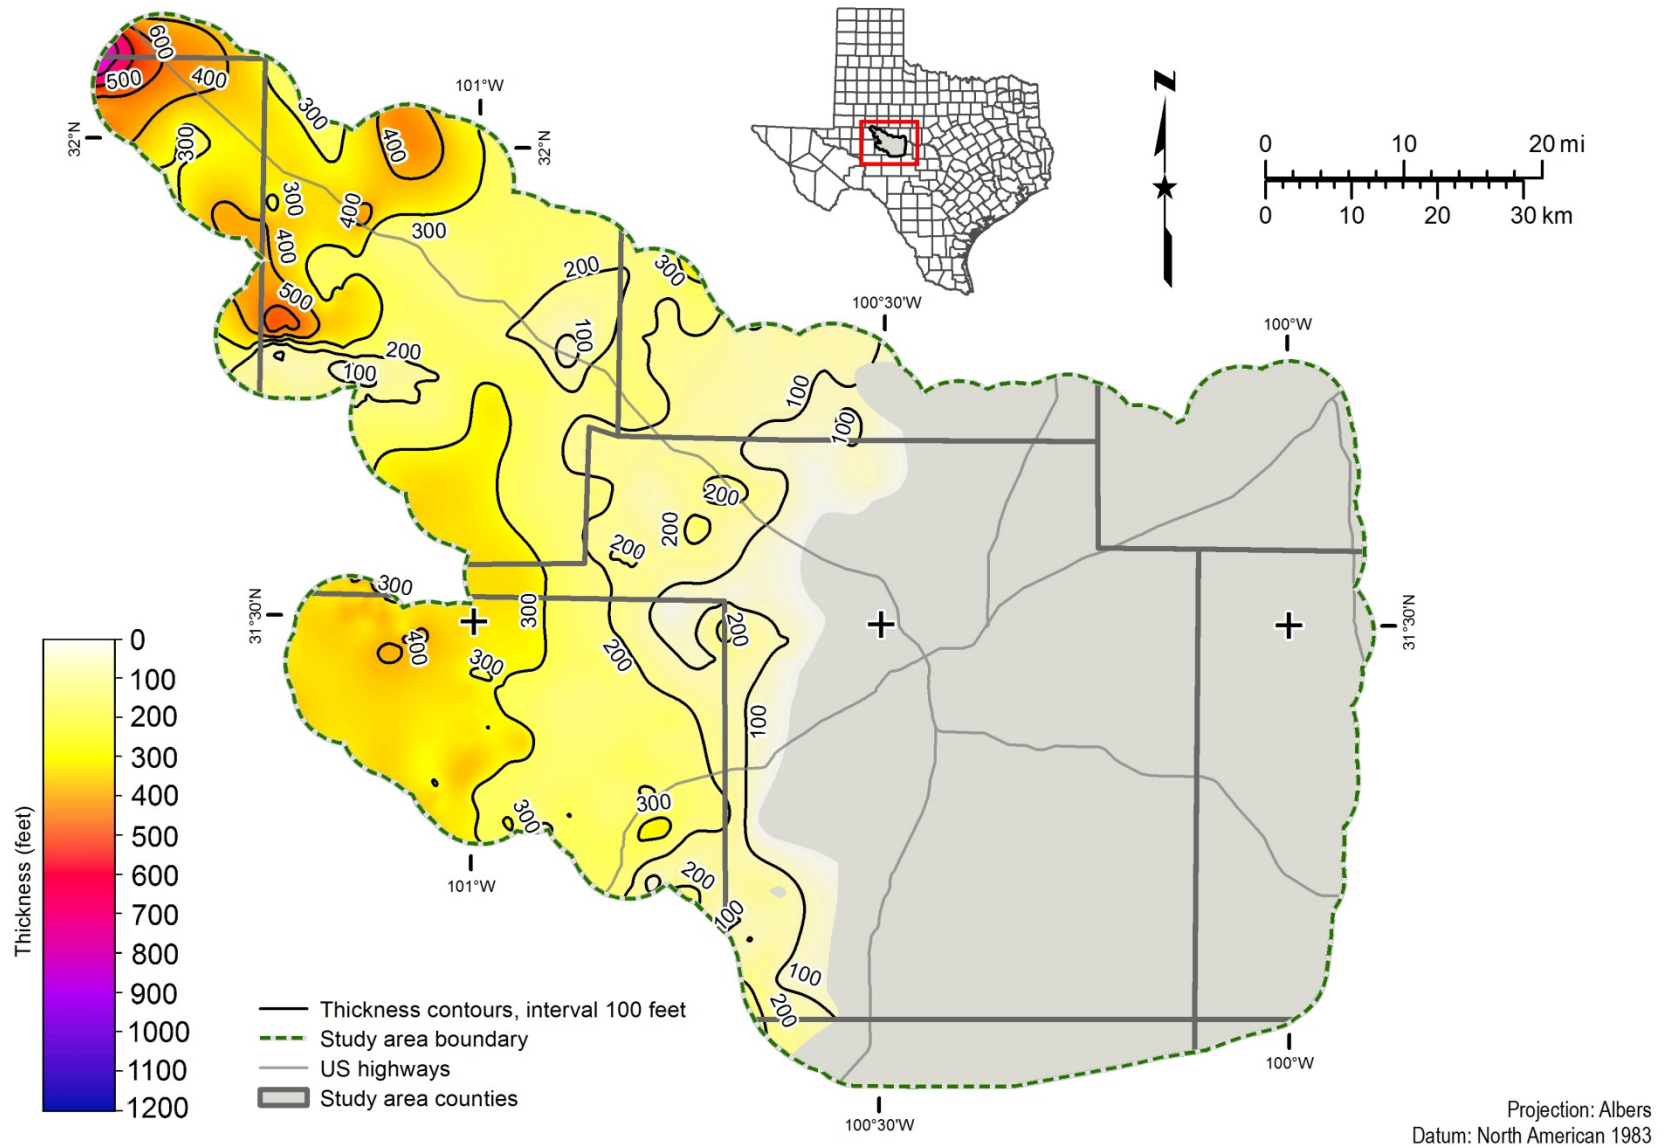 600
500
400
300
300
101°W
32°N
32°N
400
300
400
300
400
500
200
100
200
100
300
100°30'W
100°W
0 10 20 mi
0 10 20 30 km
100
100
200
200
200
300
31°30'N
31°30'N
300
400
300
200
200
100
300
300
200
100
100
200
101°W
100°30'W
100°W
Thickness (feet)
0
100
200
300
400
500
600
700
800
900
1000
1100
1200
Thickness contours, interval 100 feet
Study area boundary
US highways
Study area counties
N
Projection: Albers
Datum: North American 1983